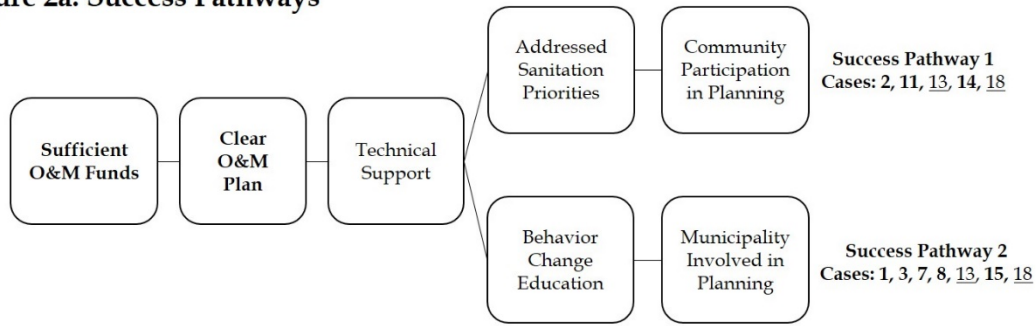 Success Pathways
Sufficient
O&M Funds
Clear
O&M
Plan
Technical
Support
Addressed
Sanitation
Priorities
Community
Participation
in Planning
Success Pathway 1
Cases: 2, 11, 13, 14, 18
Behavior
Change
Education
Municipality
Involved in
Planning
Success Pathway 2
Cases: 1, 3, 7, 8, 13, 15, 18